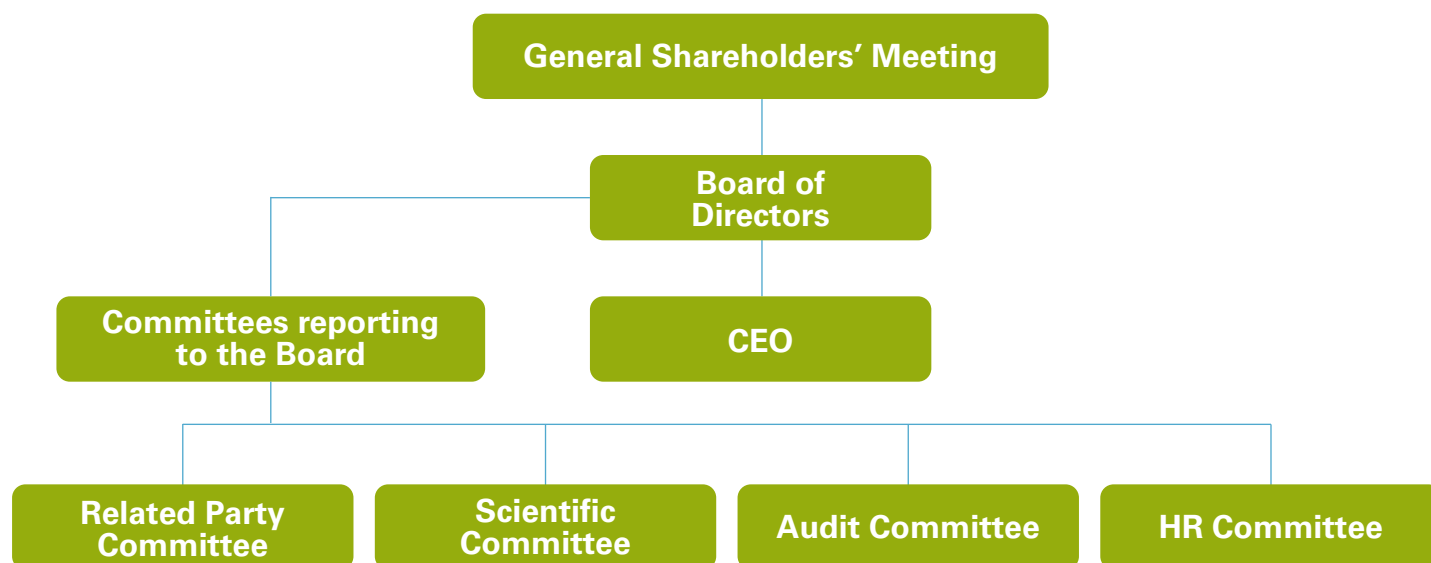 General Shareholders’ Meeting
Board of
Directors
Committees reporting
to the Board
CEO
Related Party
Committee
Scientific
Committee
Audit Committee
HR Committee